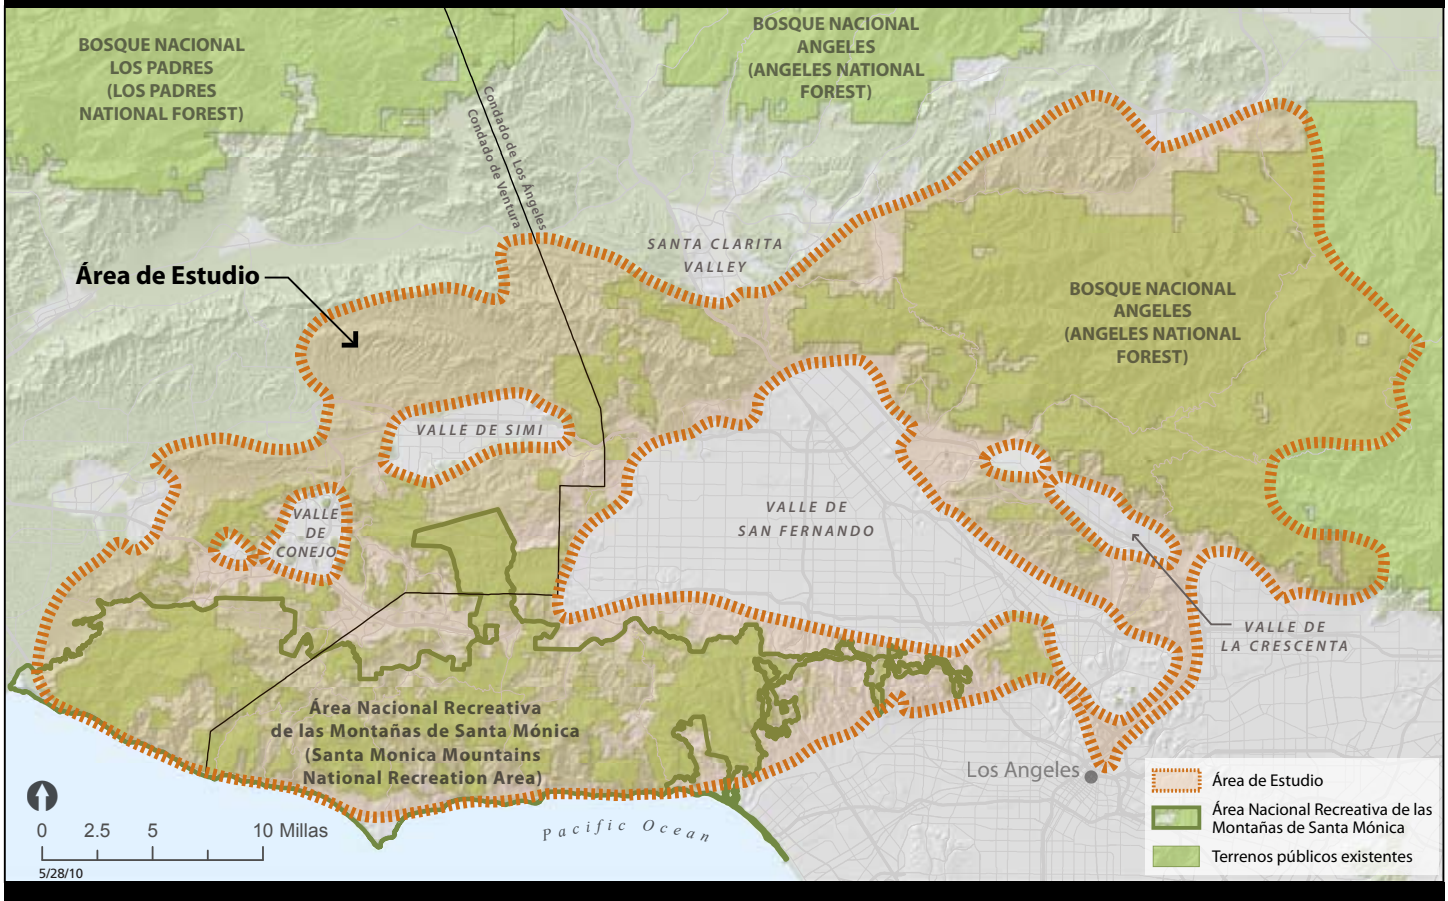 BOSQUE NACIONAL
LOS PADRES
(LOS PADRES
NATIONAL FOREST)
BOSQUE NACIONAL
ANGELES
(ANGELES NATIONAL
FOREST)
Condado de Los Ángeles
Condado de Ventura
SANTA CLARITA
VALLEY
Área de Estudio
BOSQUE NACIONAL
ANGELES
(ANGELES NATIONAL
FOREST)
VALLE DE SIMI
VALLE
DE
CONEJO
VALLE DE
SAN FERNANDO
VALLE DE
LA CRESCENTA
Área Nacional Recreativa
de las Montañas de Santa Mónica
(Santa Monica Mountains
National Recreation Area)
Los Angeles
Pacific Ocean
0 2.5 5 10 Millas
5/28/10
Área de Estudio
Área Nacional Recreativa de las
Montañas de Santa Mónica
Terrenos públicos existentes